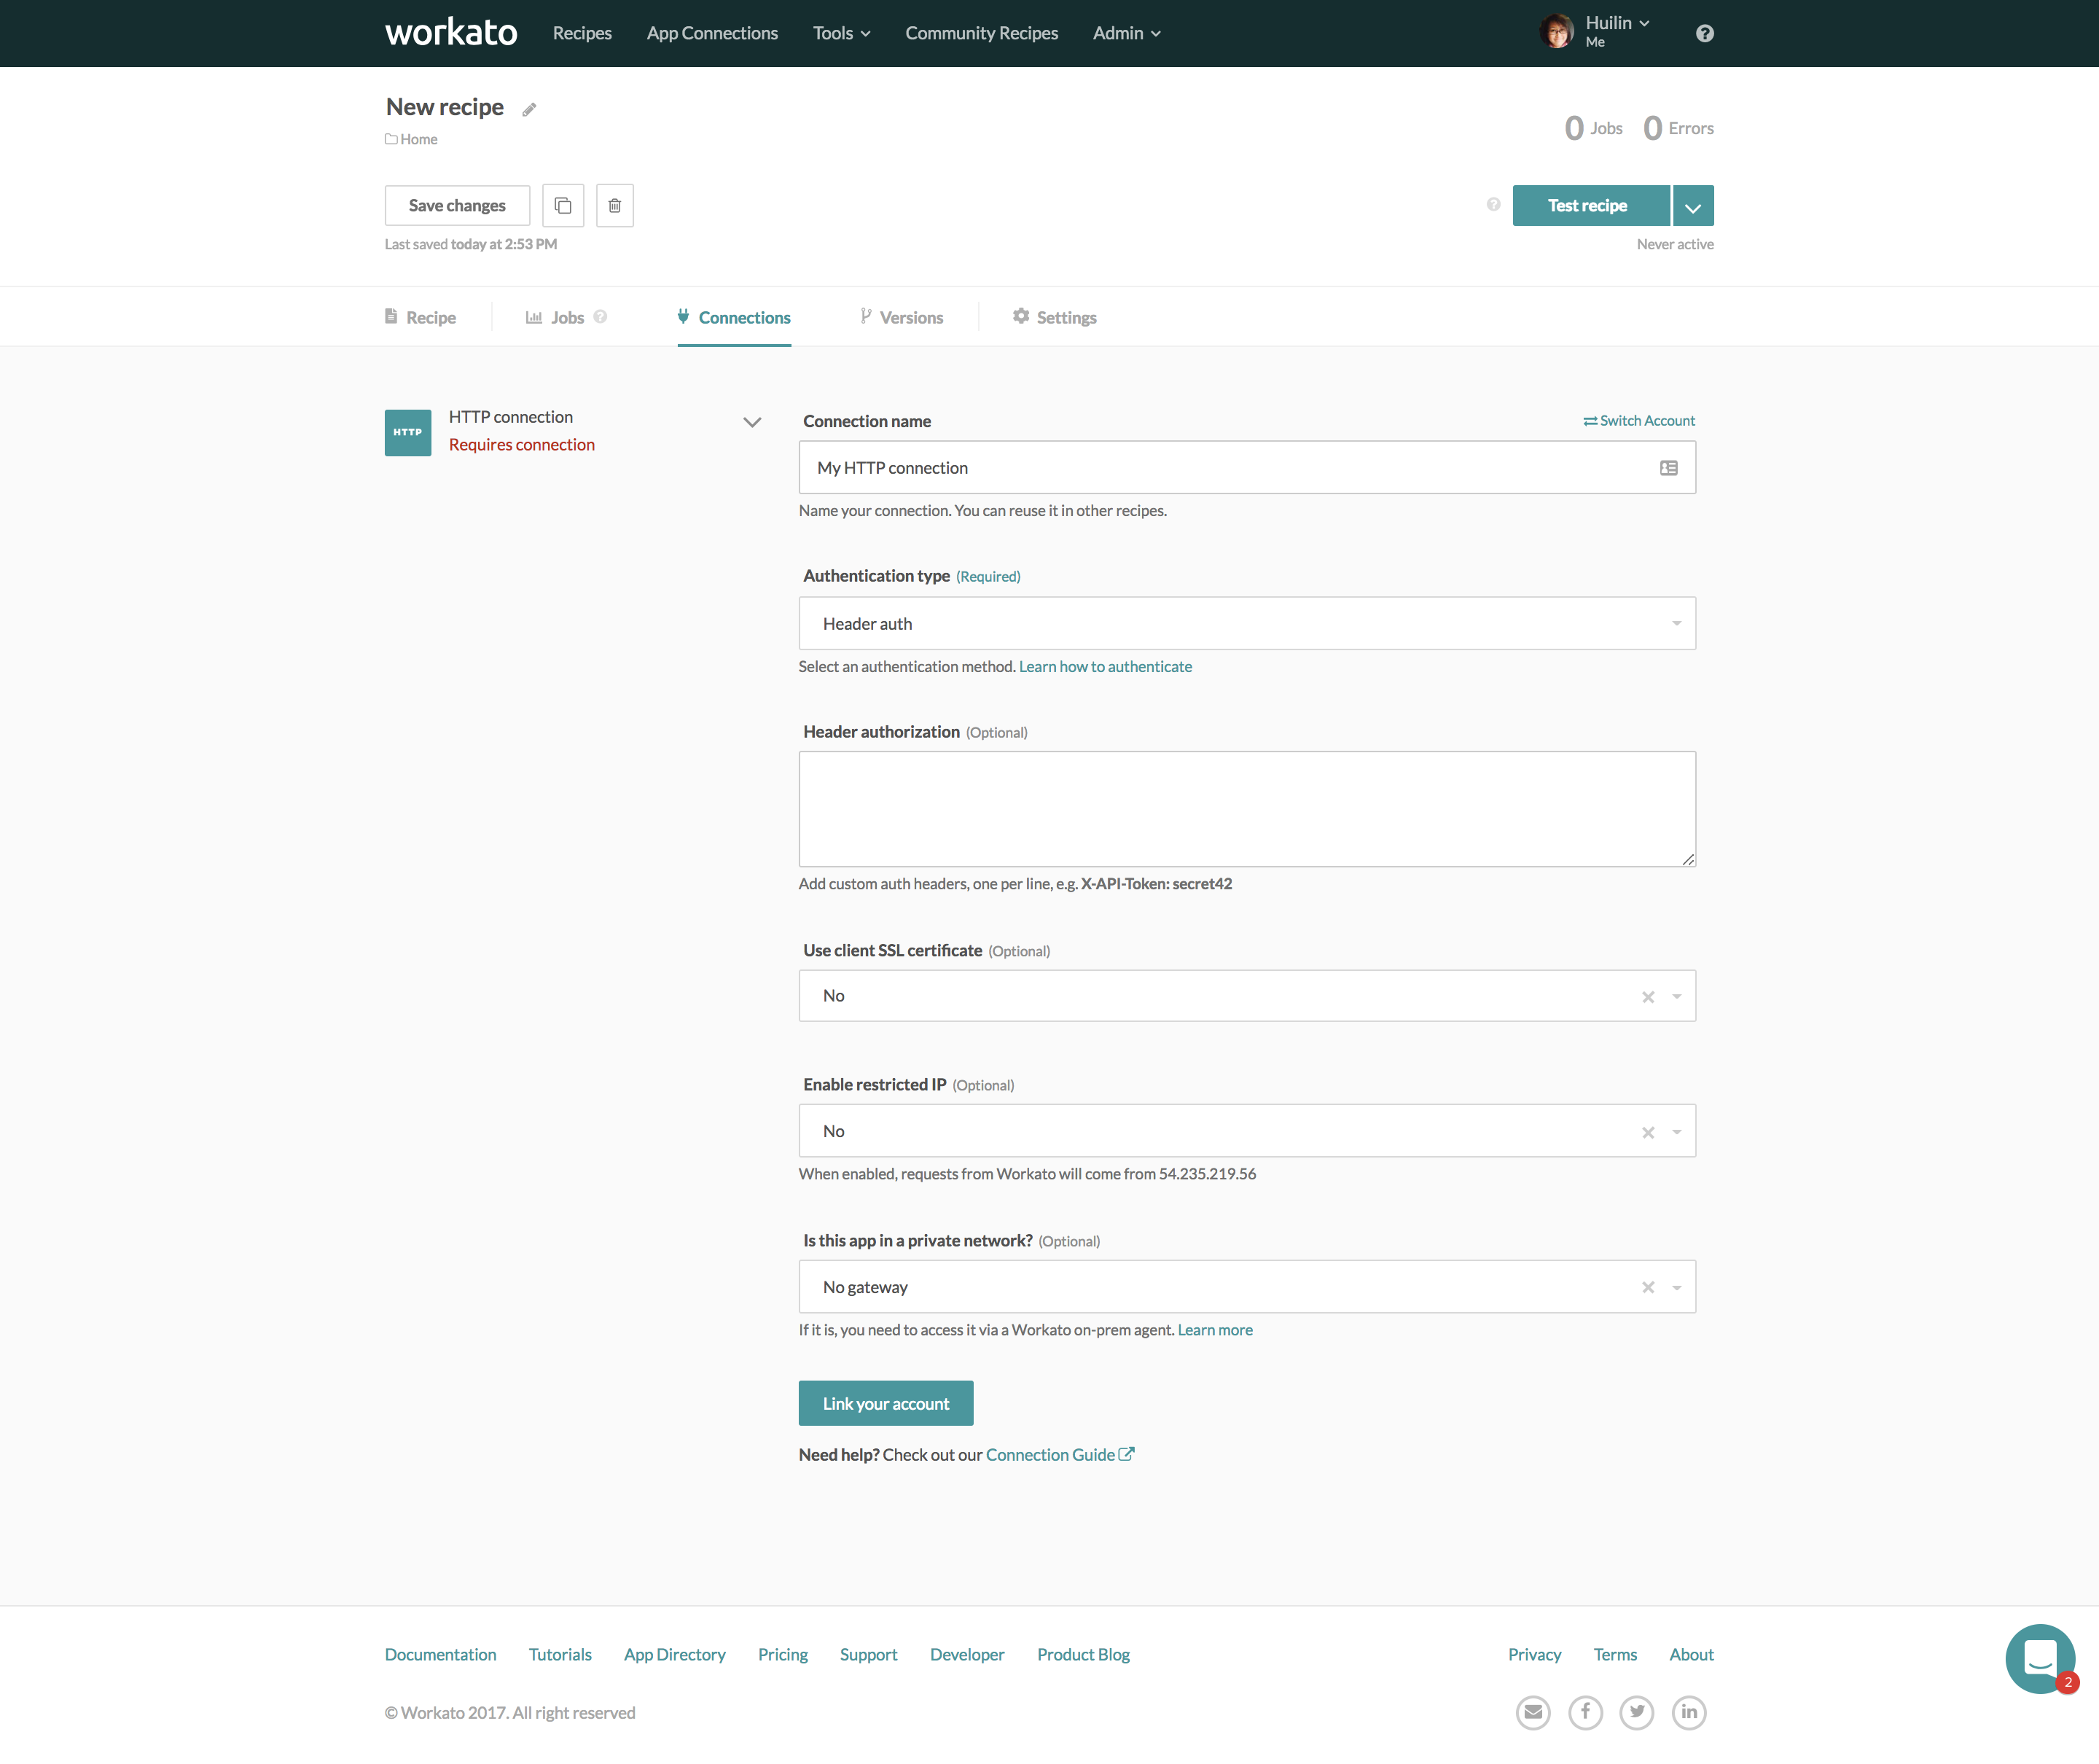 workato Recipes App Connections Tools Community Recipes Admin Huilin ?
Me
New recipe
Home
0 Jobs 0 Errors
Save changes ? Test recipe
Last saved today at 2:53 PM Never active
Recipe Jobs ? Connections Versions Settings
HTTP HTTP connection
Requires connection
Connection name Switch Account
My HTTP connection
Name your connection. You can reuse it in other recipes.
Authentication type (Required)
Header auth
Select an authentication method. Learn how to authenticate
Header authorization (Optional)
Add custom auth headers, one per line, e.g. X-API-Token: secret42
Use client SSL certificate (Optional)
No
Enable restricted IP (Optional)
No
When enabled, requests from Workato will come from 54.235.219.56
Is this app in a private network? (Optional)
No gateway
If it is, you need to access it via a Workato on-prem agent. Learn more
Link your account
Need help? Check out our Connection Guide
Documentation Tutorials App Directory Pricing Support Developer Product Blog Privacy Terms About
2
© Workato 2017. All right reserved